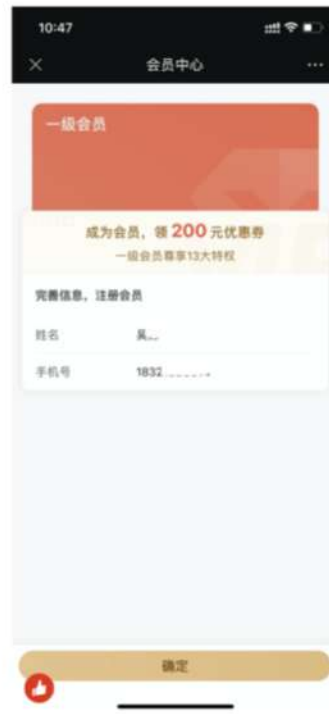 10:47
会员中心
一级会员
成为会员，领 200 元优惠券
一级会员尊享13大特权
完善信息，注册会员
姓名 吴
手机号 1832
确定